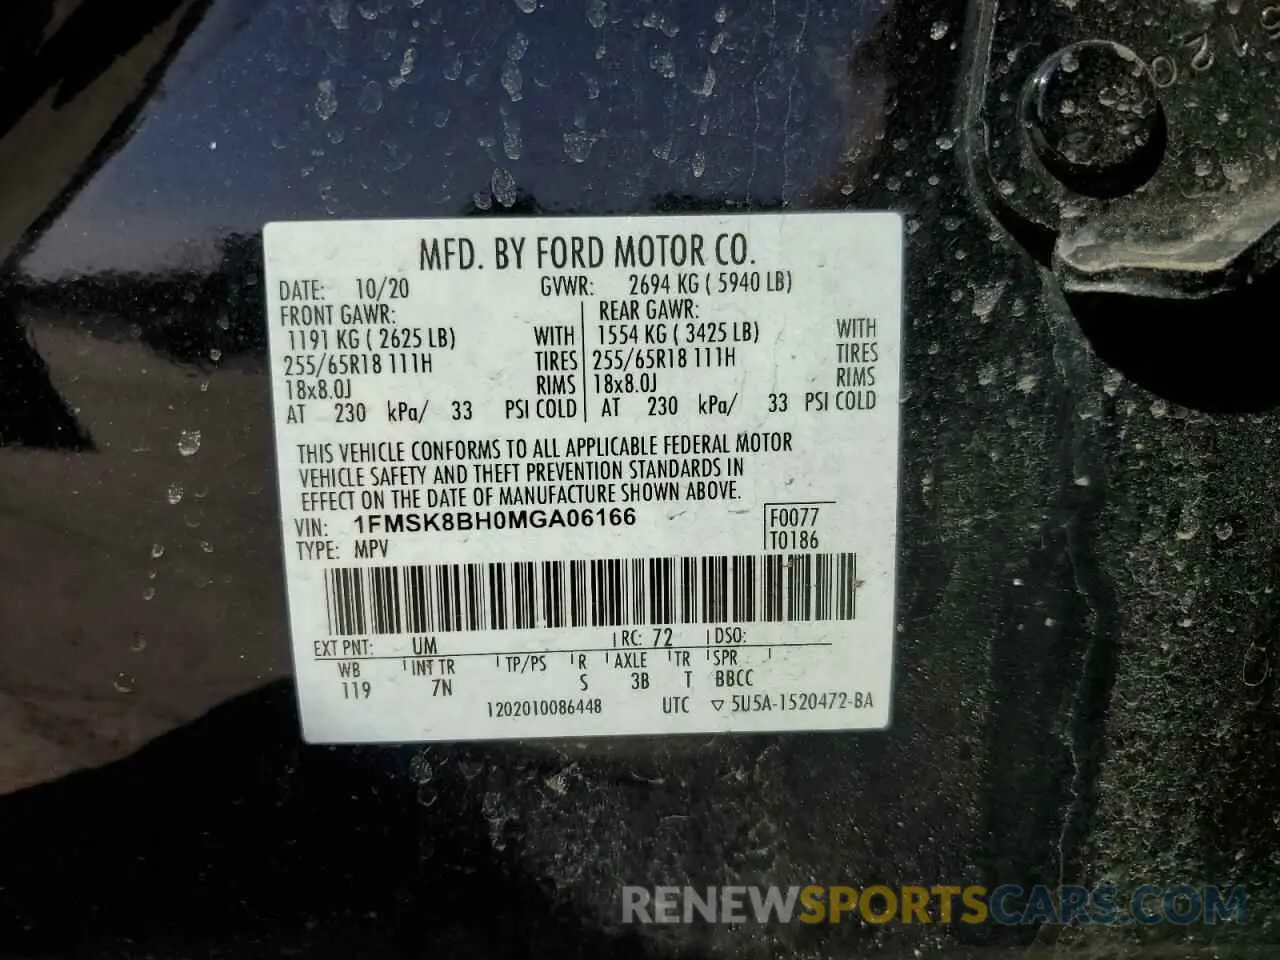 MFD. BY FORD MOTOR CO.
DATE: 10/20 GVWR: 2694 KG ( 5940 LB)
FRONT GAWR: REAR GAWR:
1191 KG ( 2625 LB) WITH 1554 KG ( 3425 LB) WITH
255/65R18 111H TIRES 255/65R18 111H TIRES
18x8.0J RIMS 18x8.0J RIMS
AT 230 kPa/ 33 PSI COLD AT 230 kPa/ 33 PSI COLD
THIS VEHICLE CONFORMS TO ALL APPLICABLE FEDERAL MOTOR
VEHICLE SAFETY AND THEFT PREVENTION STANDARDS IN
EFFECT ON THE DATE OF MANUFACTURE SHOWN ABOVE.
VIN: 1FMSK8BH0MGA06166 F0077
TYPE: MPV T0186
EXT PNT: UM RC: 72 DSO:
WB INT TR TP/PS R AXLE TR SPR
119 7N S 3B T BBCC
1202010086448 UTC ▽ 5U5A-1520472-BA
RENEWSPORTSCARS.COM